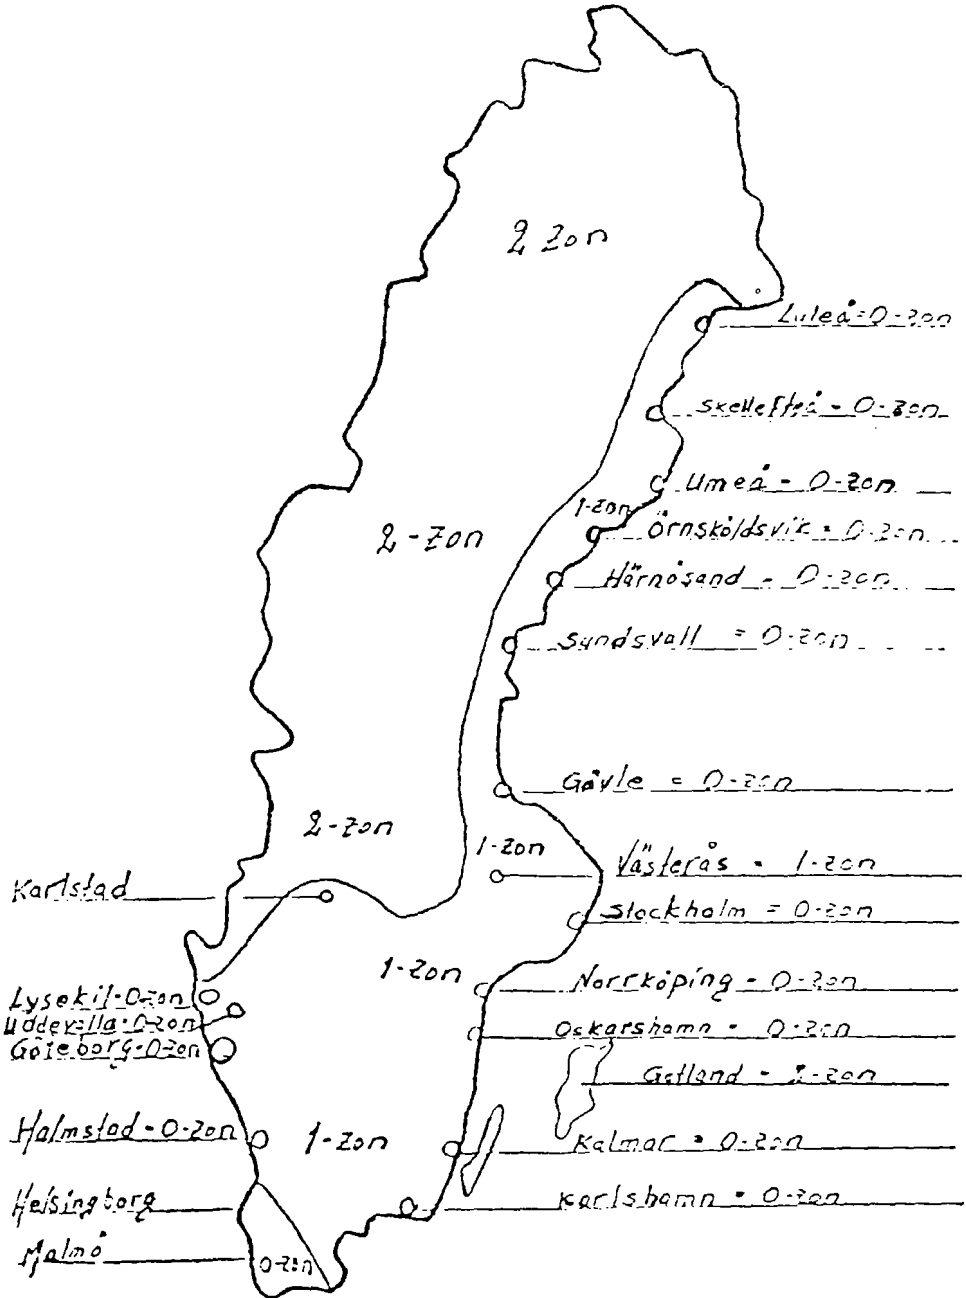 2 Zon
Luleå = 0-zon
Skellefteå - 0-zon
Umeå - 0-zon
1-zon
Örnsköldsvik = 0-zon
2-zon
Härnösand - 0-zon
Sundsvall = 0-zon
Gävle = 0-zon
2-zon
1-zon
Västerås - 1-zon
Karlstad
Stockholm = 0-zon
1-zon
Norrköping - 0-zon
Lysekil-0-zon
Uddevalla-0-zon
Oskarshamn - 0-zon
Göteborg-0-zon
Gotland - -zon
Halmstad-0-zon
1-zon
Kalmar = 0-zon
Helsingborg
Karlshamn - 0-zon
Malmö
0-zon